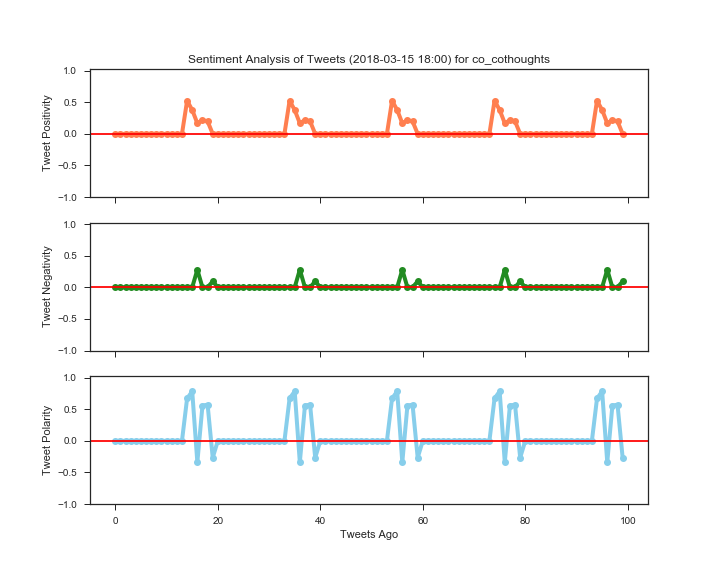 Sentiment Analysis of Tweets (2018-03-15 18:00) for co_cothoughts
Tweet Positivity
1.0
0.5
0.0
−0.5
−1.0
Tweet Negativity
1.0
0.5
0.0
−0.5
−1.0
Tweet Polarity
1.0
0.5
0.0
−0.5
−1.0
0 20 40 60 80 100
Tweets Ago